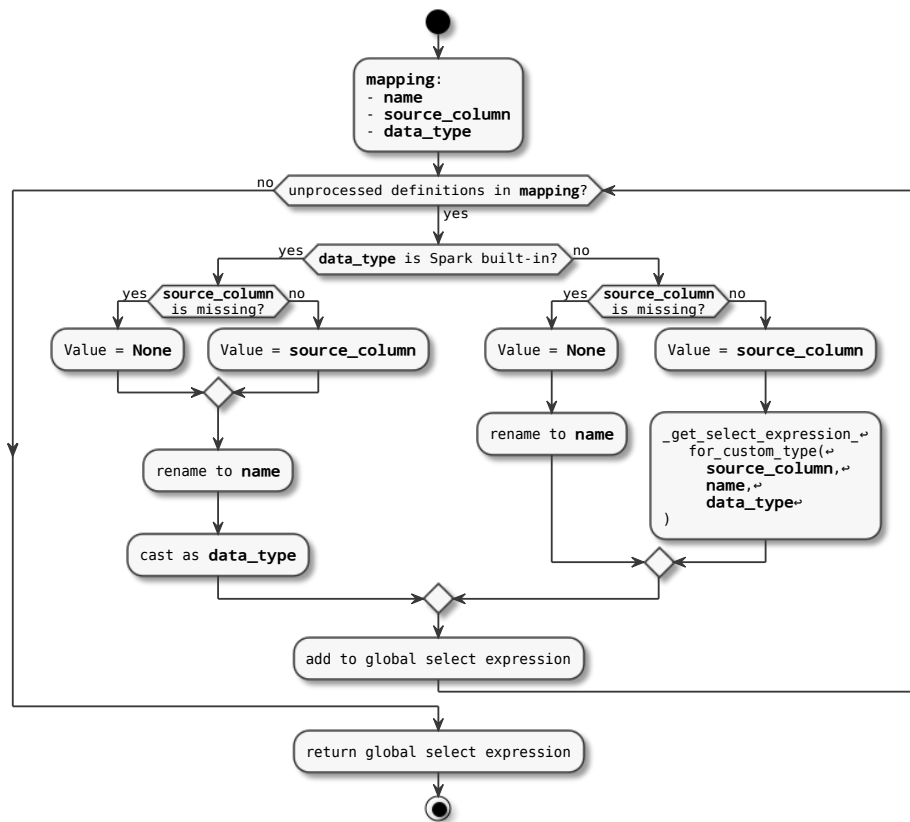 mapping:
- name
- source_column
- data_type
no
unprocessed definitions in mapping?
yes
yes
data_type is Spark built-in?
no
yes
source_column
is missing?
no
yes
source_column
is missing?
no
Value = None
Value = source_column
Value = None
Value = source_column
rename to name
_get_select_expression_↩
for_custom_type(↩
source_column,↩
name,↩
data_type↩
)
rename to name
cast as data_type
add to global select expression
return global select expression